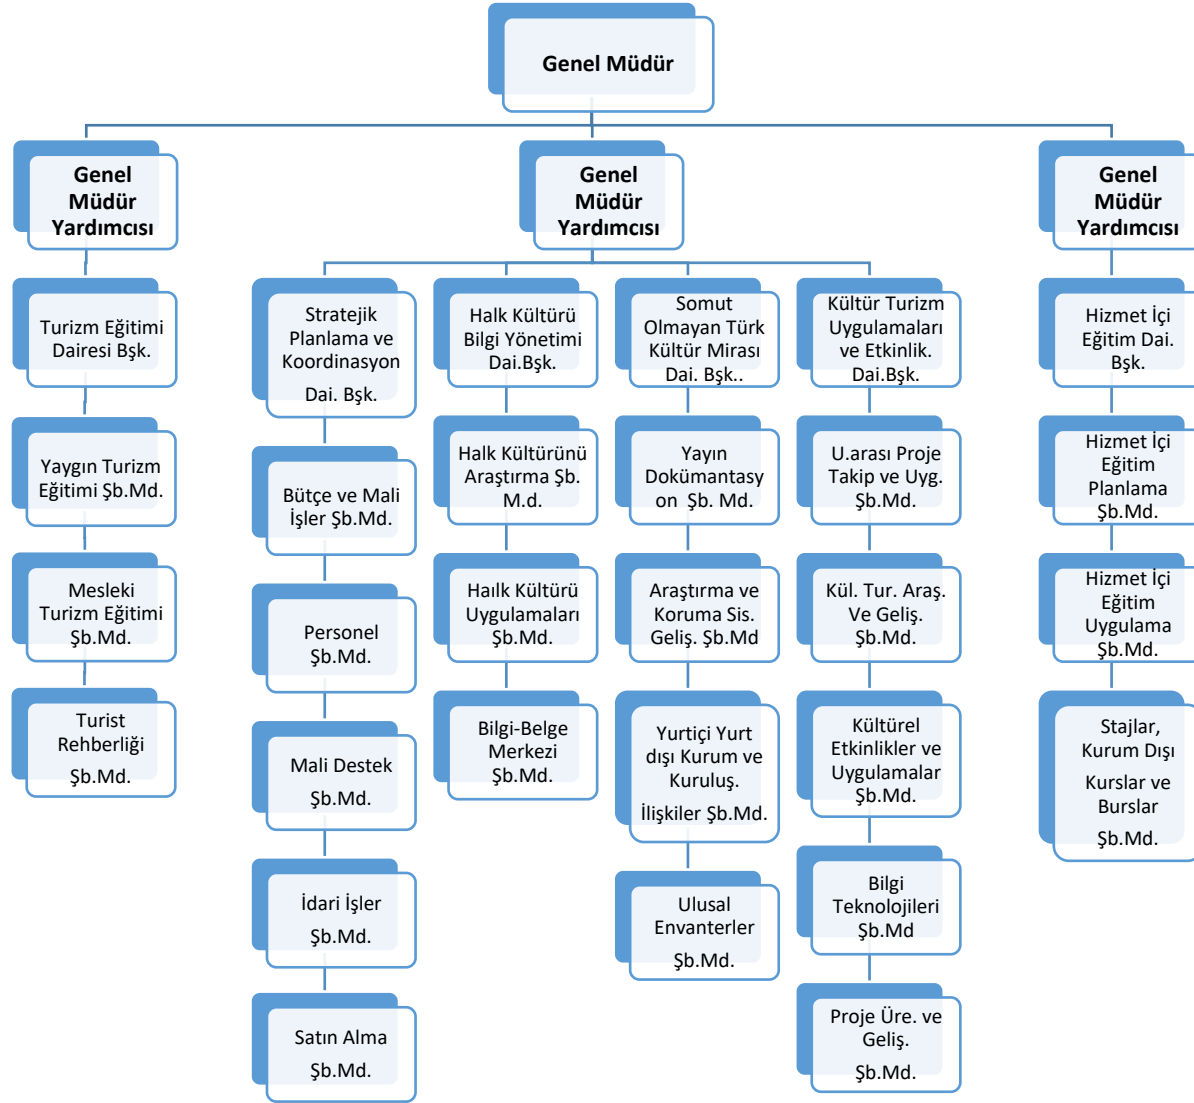 Genel Müdür
Genel
Müdür
Yardımcısı
Turizm Eğitimi
Dairesi Bşk.
Yaygın Turizm
Eğitimi Şb.Md.
Mesleki
Turizm Eğitimi
Şb.Md.
Turist
Rehberliği
Şb.Md.
Genel
Müdür
Yardımcısı
Stratejik
Planlama ve
Koordinasyon
Dai. Bşk.
Bütçe ve Mali
İşler Şb.Md.
Personel
Şb.Md.
Mali Destek
Şb.Md.
İdari İşler
Şb.Md.
Satın Alma
Şb.Md.
Halk Kültürü
Bilgi Yönetimi
Dai.Bşk.
Halk Kültürünü
Araştırma Şb.
M.d.
Haılk Kültürü
Uygulamaları
Şb.Md.
Bilgi-Belge
Merkezi
Şb.Md.
Somut
Olmayan Türk
Kültür Mirası
Dai. Bşk..
Yayın
Dokümantasy
on  Şb. Md.
Araştırma ve
Koruma Sis.
Geliş. Şb.Md
Yurtiçi Yurt
dışı Kurum ve
Kuruluş.
İlişkiler Şb.Md.
Ulusal
Envanterler
Şb.Md.
Kültür Turizm
Uygulamaları
ve Etkinlik.
Dai.Bşk.
U.arası Proje
Takip ve Uyg.
Şb.Md.
Kül. Tur. Araş.
Ve Geliş.
Şb.Md.
Kültürel
Etkinlikler ve
Uygulamalar
Şb.Md.
Bilgi
Teknolojileri
Şb.Md
Proje Üre. ve
Geliş.
Şb.Md.
Genel
Müdür
Yardımcısı
Hizmet İçi
Eğitim Dai.
Bşk.
Hizmet İçi
Eğitim
Planlama
Şb.Md.
Hizmet İçi
Eğitim
Uygulama
Şb.Md.
Stajlar,
Kurum Dışı
Kurslar ve
Burslar
Şb.Md.